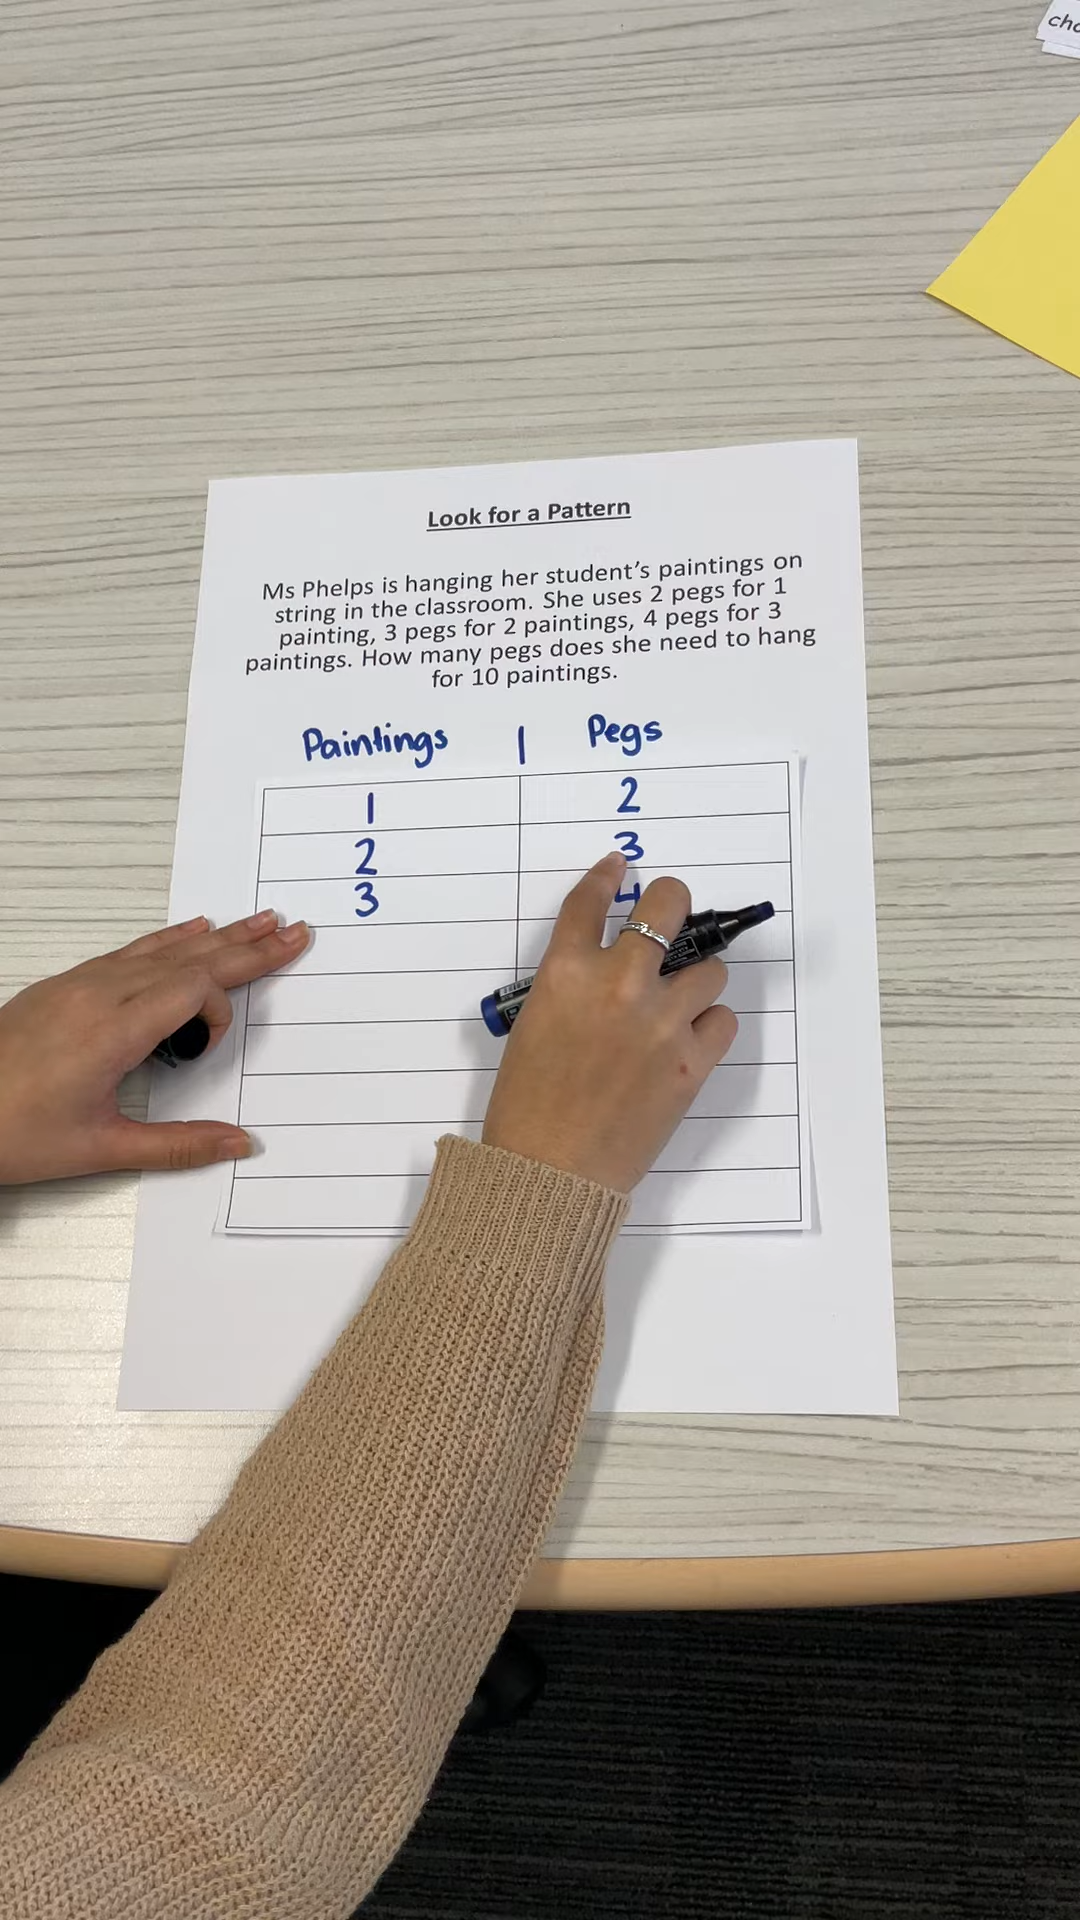 cho
Look for a Pattern
Ms Phelps is hanging her student’s paintings on
string in the classroom. She uses 2 pegs for 1
painting, 3 pegs for 2 paintings, 4 pegs for 3
paintings. How many pegs does she need to hang
for 10 paintings.
Paintings | Pegs
1 2
2 3
3 4